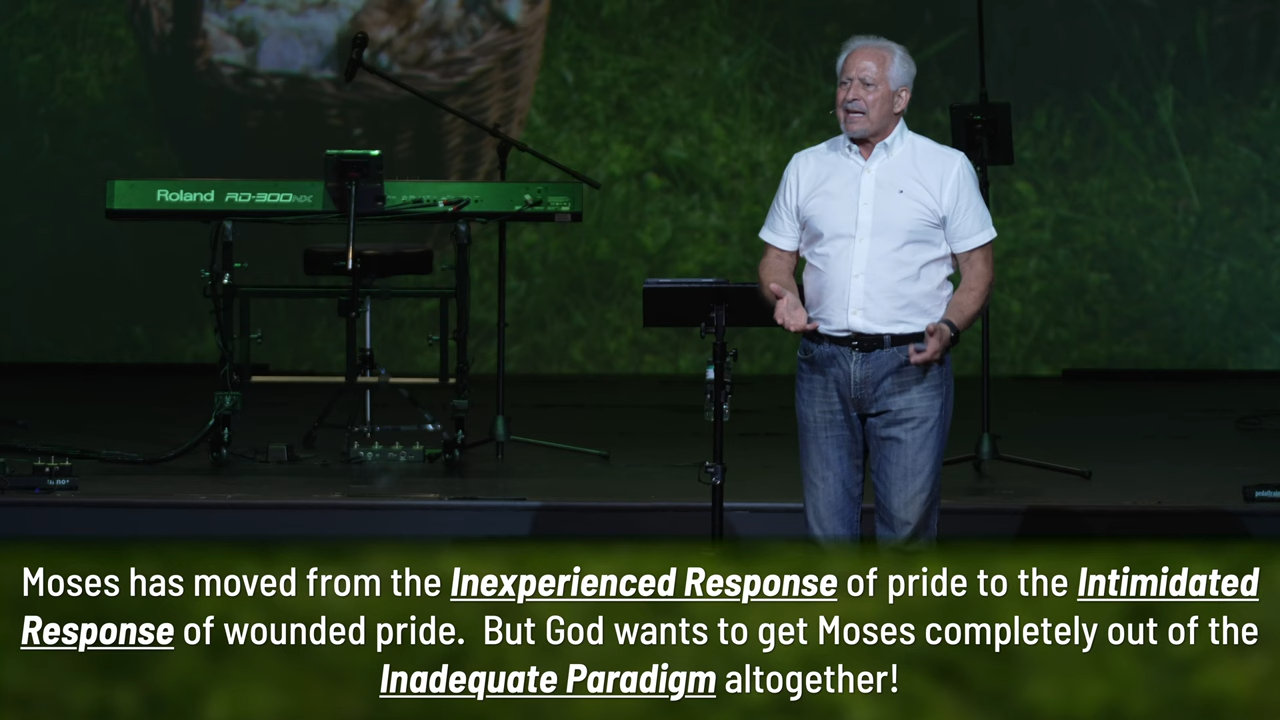 Roland RD-300NX
Moses has moved from the Inexperienced Response of pride to the Intimidated
Response of wounded pride.  But God wants to get Moses completely out of the
Inadequate Paradigm altogether!